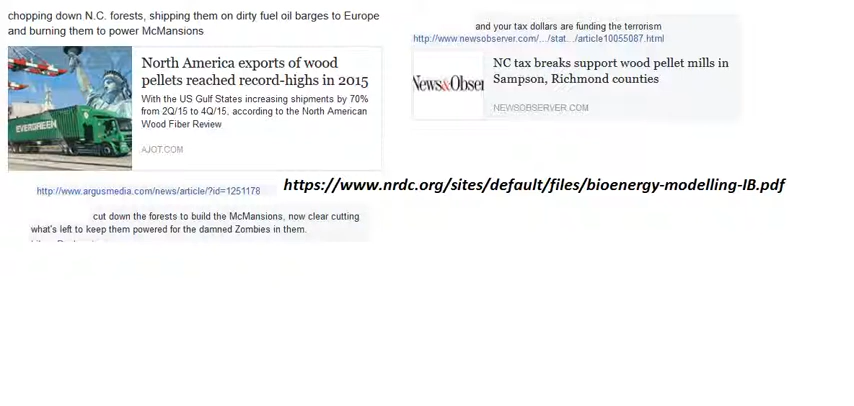 chopping down N.C. forests, shipping them on dirty fuel oil barges to Europe
and burning them to power McMansions
North America exports of wood
pellets reached record-highs in 2015
With the US Gulf States increasing shipments by 70%
from 2Q/15 to 4Q/15, according to the North American
Wood Fiber Review
EVERGREEN
AJOT.COM
and your tax dollars are funding the terrorism
http://www.newsobserver.com/.../stat.../article10055087.html
News&Obser
NC tax breaks support wood pellet mills in
Sampson, Richmond counties
NEWSOBSERVER.COM
http://www.argusmedia.com/news/article/?id=1251178
https://www.nrdc.org/sites/default/files/bioenergy-modelling-IB.pdf
cut down the forests to build the McMansions, now clear cutting
what's left to keep them powered for the damned Zombies in them.